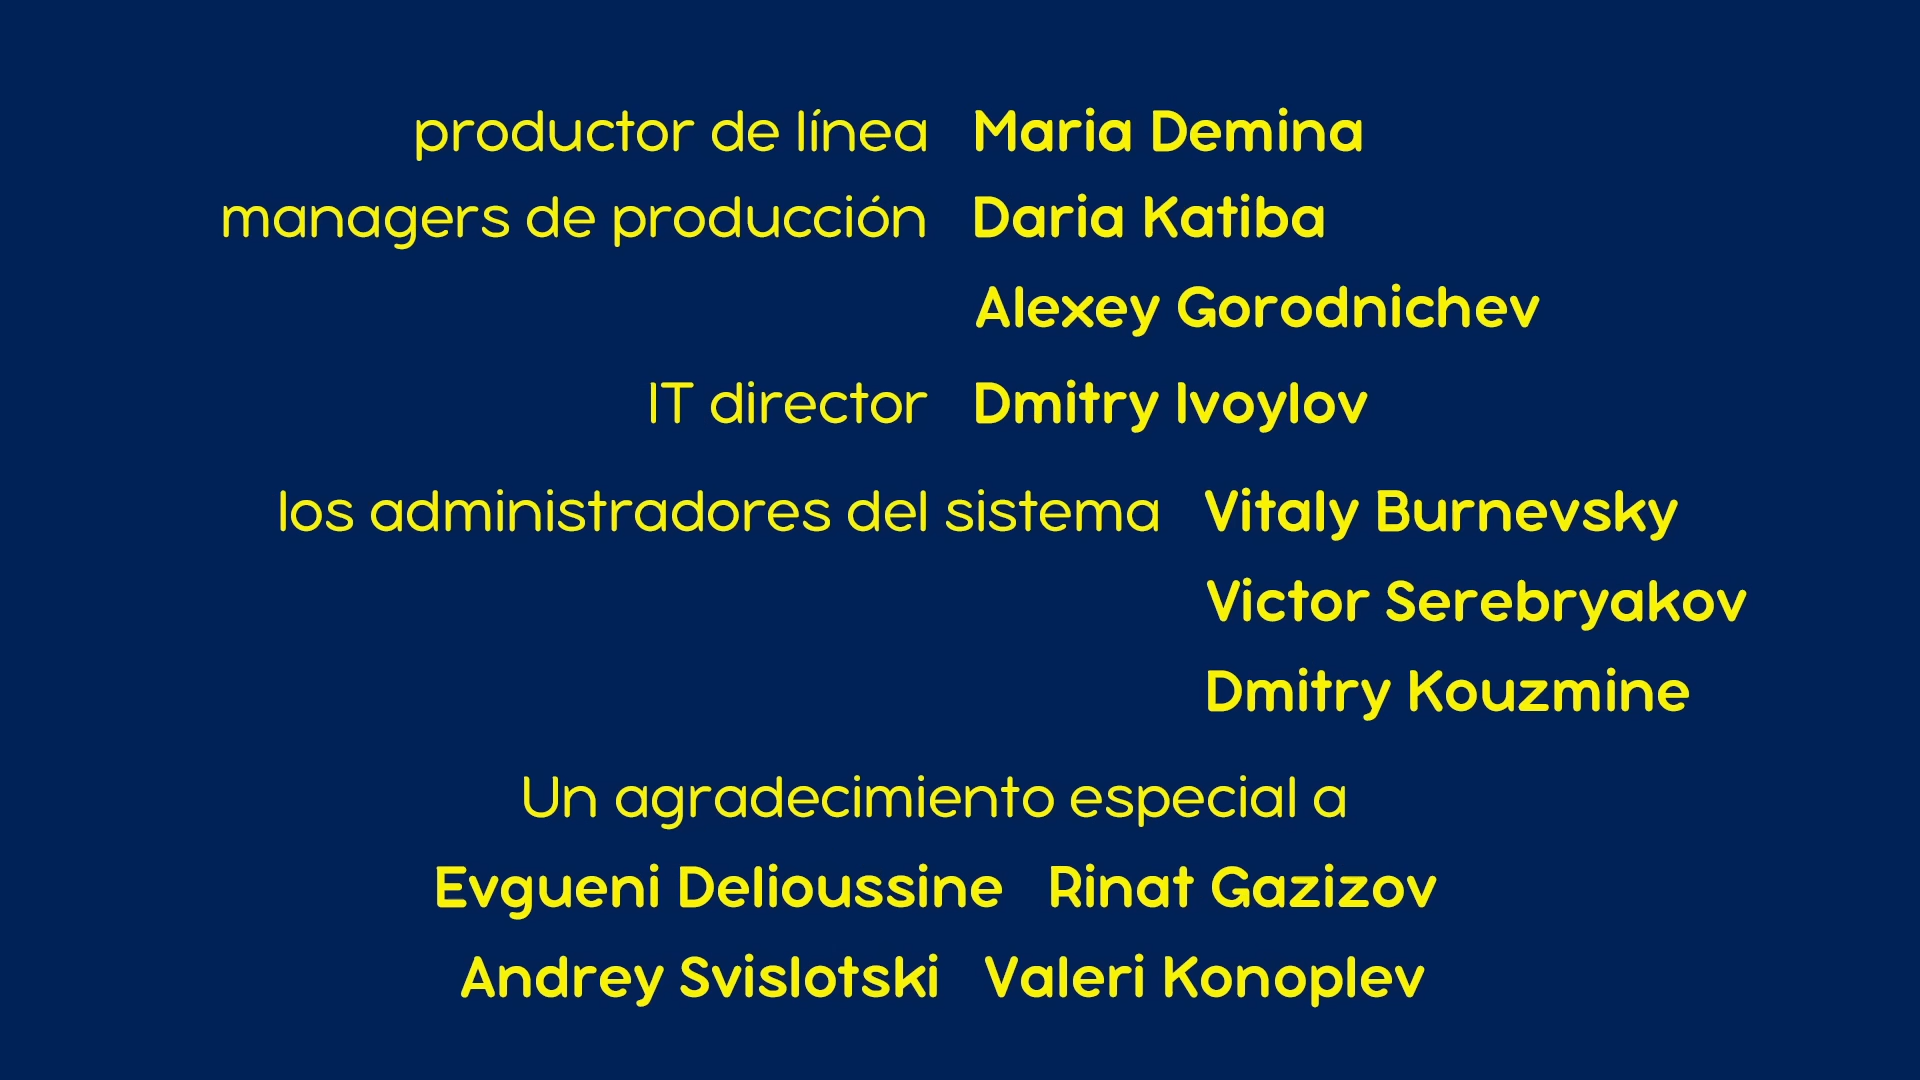 productor de línea Maria Demina
managers de producción Daria Katiba
Alexey Gorodnichev
IT director Dmitry Ivoylov
los administradores del sistema Vitaly Burnevsky
Victor Serebryakov
Dmitry Kouzmine
Un agradecimiento especial a
Evgueni Delioussine Rinat Gazizov
Andrey Svislotski Valeri Konoplev